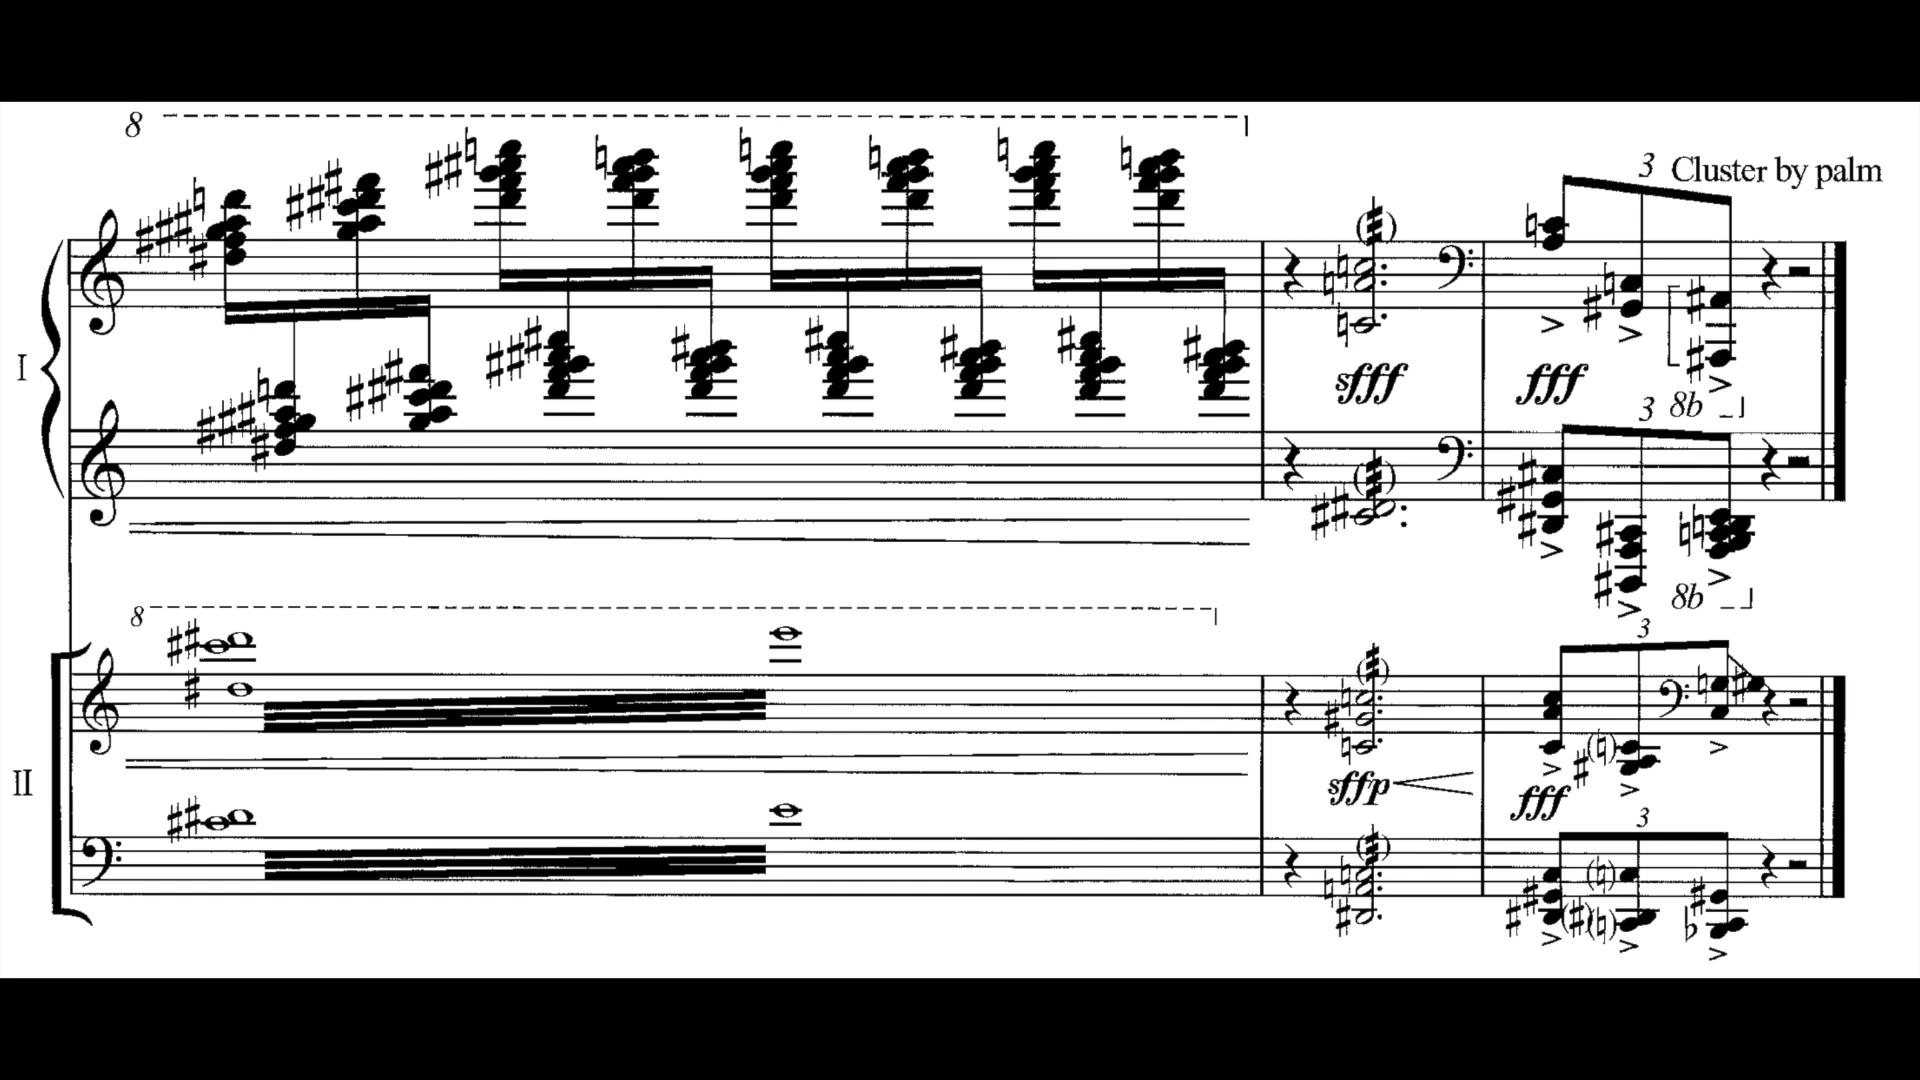 8
3 Cluster by palm
I
sfff fff
3 8b
8b
8
3
II
sffp
fff
3